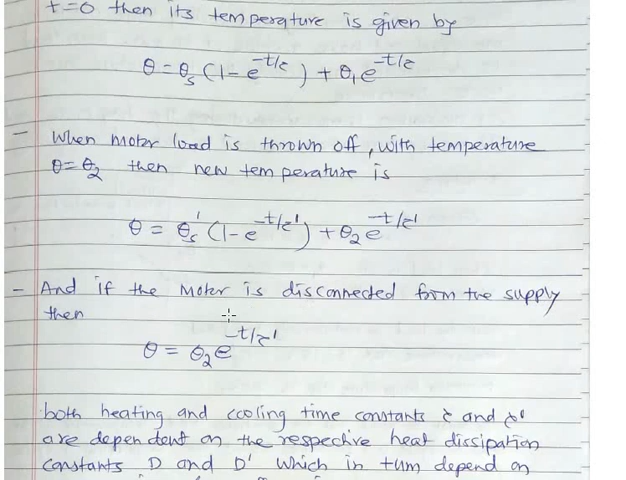 t=0 then its temperature is given by
θ = θs (1 - e^-t/τ) + θ1 e^-t/τ
- When motor load is thrown off, with temperature
θ = θ2 then new temperature is
θ = θs' (1 - e^-t/τ') + θ2 e^-t/τ'
- And if the motor is disconnected from the supply
then
θ = θ2 e^-t/τ'
both heating and cooling time constants τ and τ'
are dependent on the respective heat dissipation
constants D and D' which in turn depend on